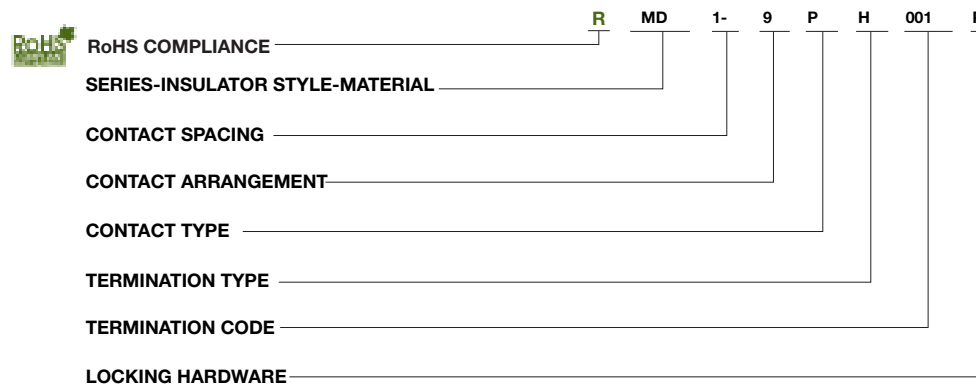 R MD 1- 9 P H 001
RoHS
RoHS COMPLIANCE
SERIES-INSULATOR STYLE-MATERIAL
CONTACT SPACING
CONTACT ARRANGEMENT
CONTACT TYPE
TERMINATION TYPE
TERMINATION CODE
LOCKING HARDWARE